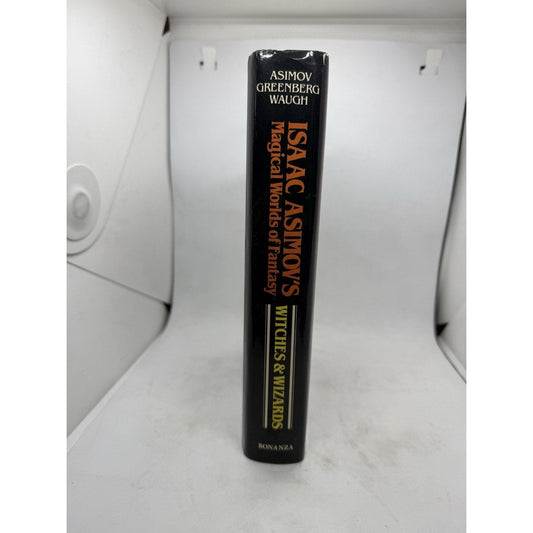 ASIMOV
GREENBERG
WAUGH
ISAAC ASIMOV'S
Magical Worlds of Fantasy
WITCHES & WIZARDS
BONANZA